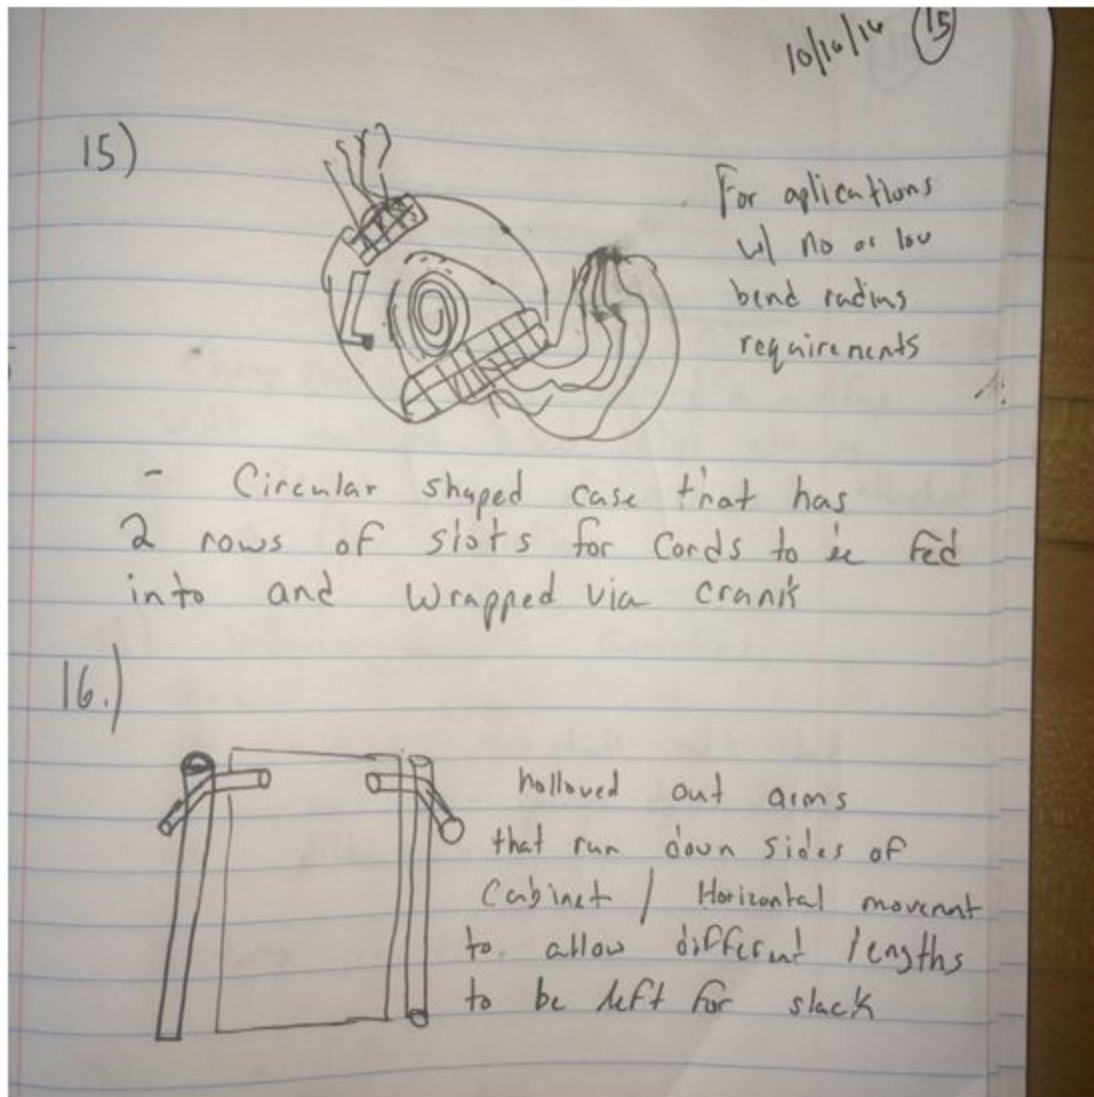 10/16/16 15
15)
For aplications
w/ no or low
bend radius
requirements
- Circular shaped case that has
2 rows of slots for cords to be fed
into and wrapped via crank
16.)
hollowed out arms
that run down sides of
Cabinet / Horizontal movemnt
to allow different lengths
to be left for slack